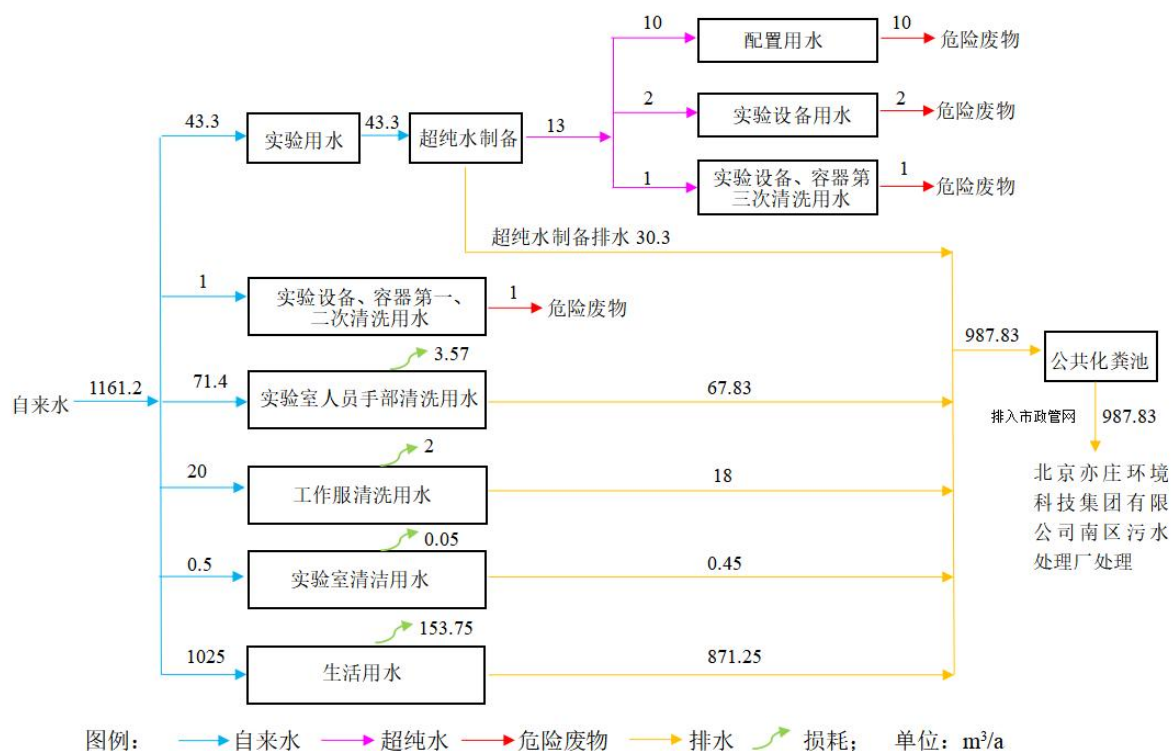 10
配置用水
10
危险废物
43.3
实验用水
43.3
超纯水制备
13
2
实验设备用水
2
危险废物
1
实验设备、容器第
三次清洗用水
1
危险废物
超纯水制备排水 30.3
1
实验设备、容器第一、
二次清洗用水
1
危险废物
987.83
公共化粪池
3.57
自来水
1161.2
71.4
实验室人员手部清洗用水
67.83
排入市政管网
987.83
2
20
工作服清洗用水
18
北京亦庄环境
科技集团有限
公司南区污水
处理厂处理
0.05
0.5
实验室清洁用水
0.45
153.75
1025
生活用水
871.25
图例：
自来水
超纯水
危险废物
排水
损耗；
单位：m³/a